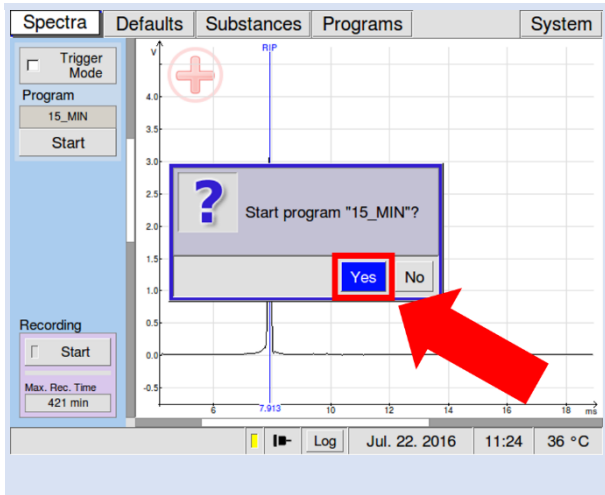 Spectra Defaults Substances Programs System
Trigger
Mode
Program
15_MIN
Start
V
RIP
4.0
3.5
3.0
2.5
2.0
1.5
1.0
0.5
0.0
-0.5
6 7.913 10 12 14 16 18 ms
?
Start program "15_MIN"?
Yes No
Recording
Start
Max. Rec. Time
421 min
Log Jul. 22. 2016 11:24 36 °C